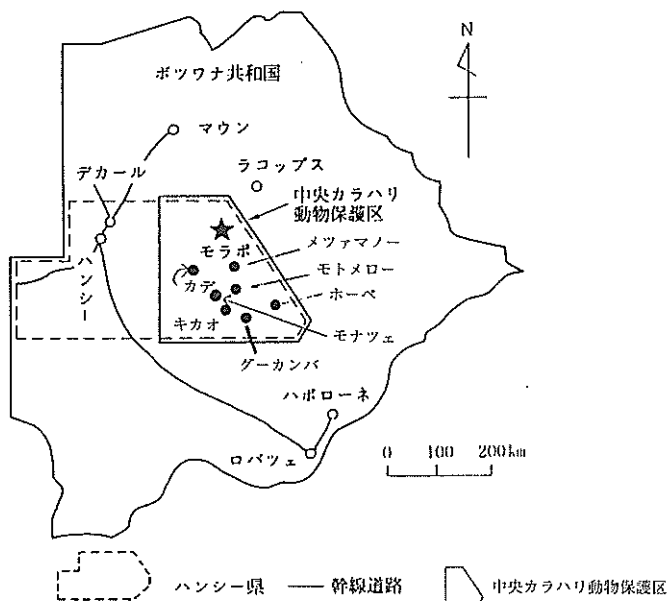 N
ボツワナ共和国
マウン
デカール
ラコップス
中央カラハリ
動物保護区
ハンシー
モラポ
メツァマノー
カデ
モトメロー
ホーペ
キカオ
モナツェ
グーカンバ
ハボローネ
ロバツェ
0 100 200km
ハンシー県 幹線道路 中央カラハリ動物保護区